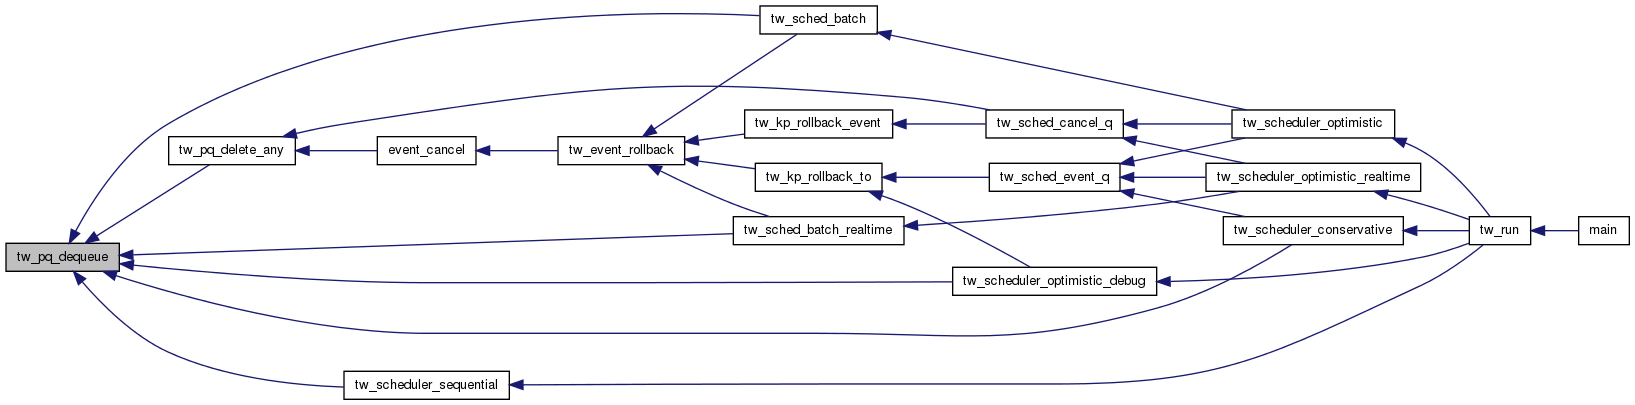 tw_sched_batch
tw_kp_rollback_event
tw_sched_cancel_q
tw_scheduler_optimistic
tw_pq_delete_any
event_cancel
tw_event_rollback
tw_kp_rollback_to
tw_sched_event_q
tw_scheduler_optimistic_realtime
tw_sched_batch_realtime
tw_scheduler_conservative
tw_run
main
tw_pq_dequeue
tw_scheduler_optimistic_debug
tw_scheduler_sequential